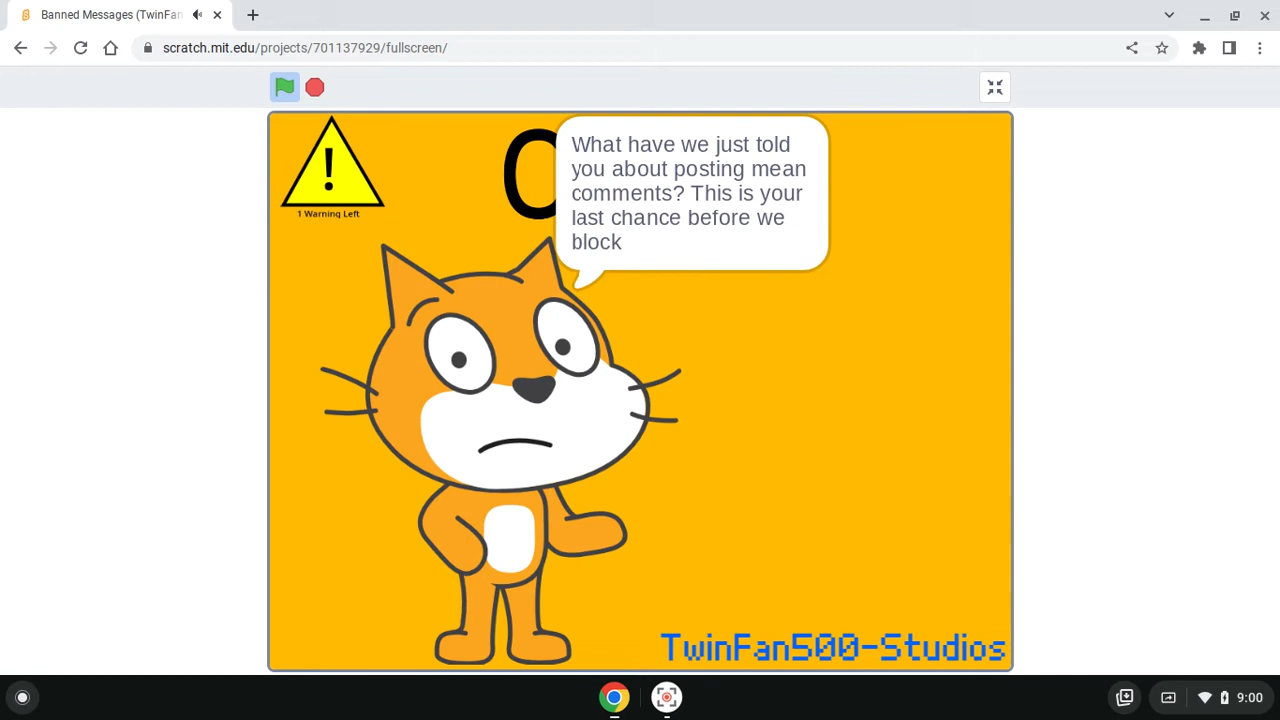 Banned Messages (TwinFan
scratch.mit.edu/projects/701137929/fullscreen/
!
1 Warning Left
What have we just told
you about posting mean
comments? This is your
last chance before we
block
TwinFan500-Studios
9:00